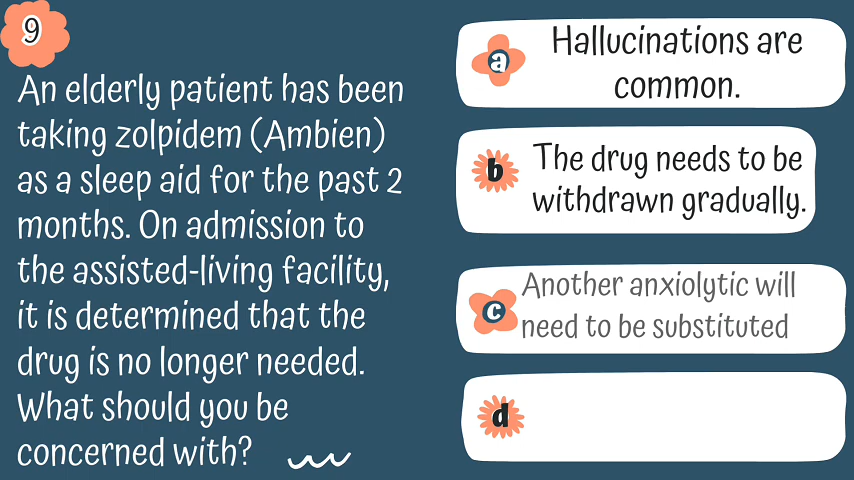 9
An elderly patient has been
taking zolpidem (Ambien)
as a sleep aid for the past 2
months. On admission to
the assisted-living facility,
it is determined that the
drug is no longer needed.
What should you be
concerned with?
a
Hallucinations are
common.
b
The drug needs to be
withdrawn gradually.
c
Another anxiolytic will
need to be substituted
d